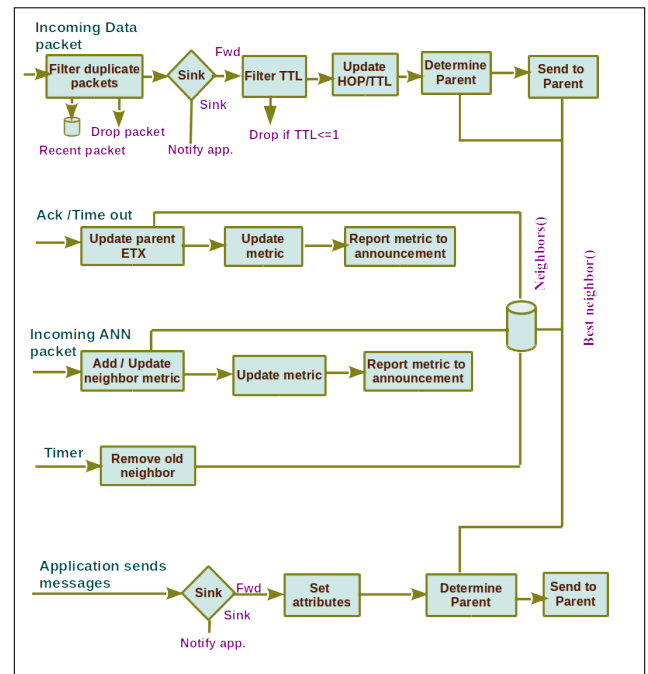 Incoming Data
packet
Filter duplicate
packets
Sink
Fwd
Filter TTL
Update
HOP/TTL
Determine
Parent
Send to
Parent
Sink
Drop packet
Recent packet
Notify app.
Drop if TTL<=1
Ack /Time out
Update parent
ETX
Update
metric
Report metric to
announcement
Neighbors()
Best neighbor()
Incoming ANN
packet
Add / Update
neighbor metric
Update metric
Report metric to
announcement
Timer
Remove old
neighbor
Application sends
messages
Sink
Fwd
Set
attributes
Determine
Parent
Send to
Parent
Sink
Notify app.